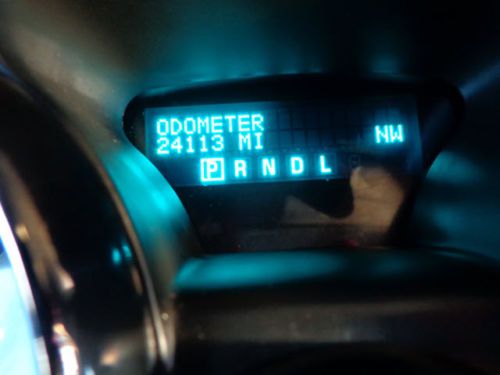 ODOMETER
24113 MI NW
P R N D L